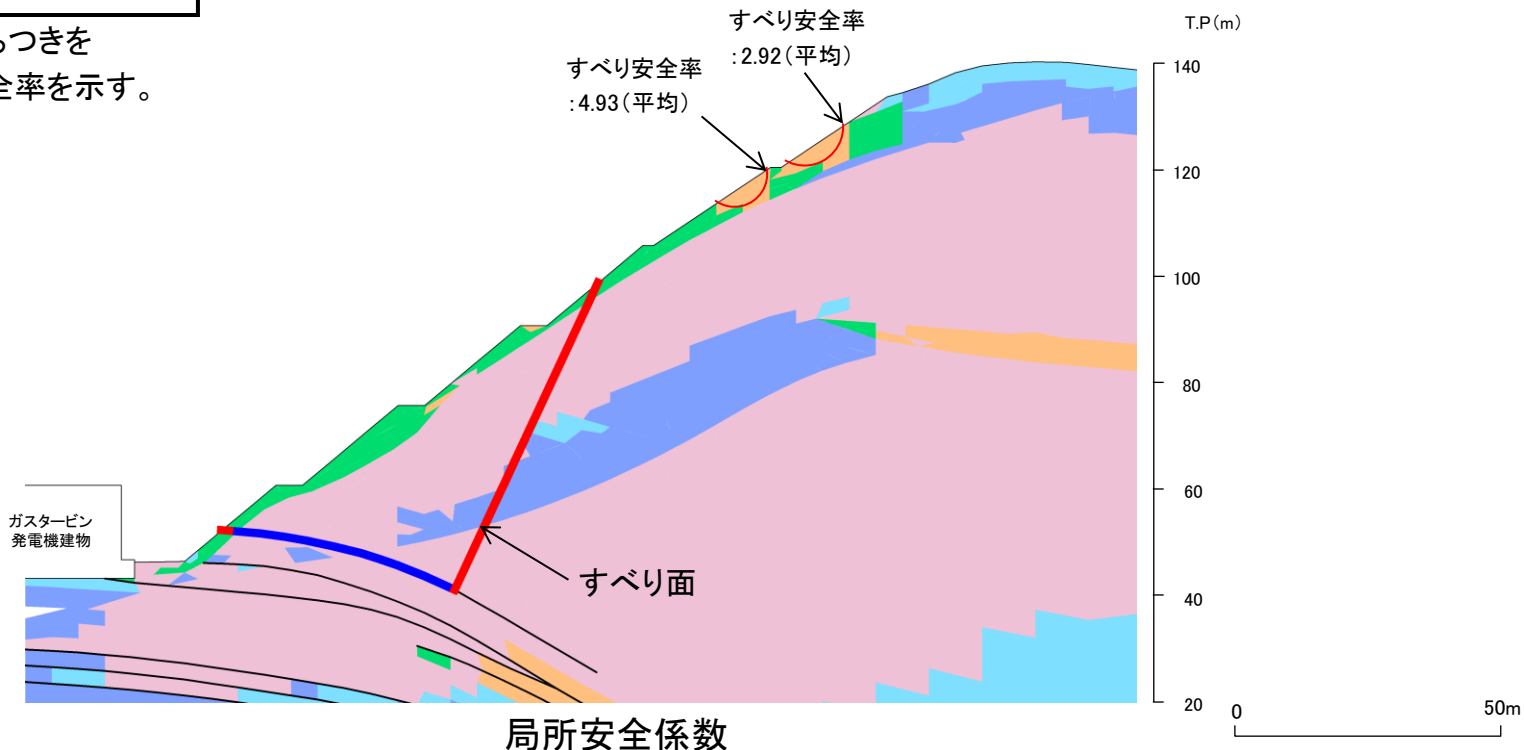 つきを
全率を示す。
すべり安全率
:2.92(平均)
すべり安全率
:4.93(平均)
T.P(m)
140
120
100
80
60
40
20
ガスタービン
発電機建物
すべり面
局所安全係数
0
50m